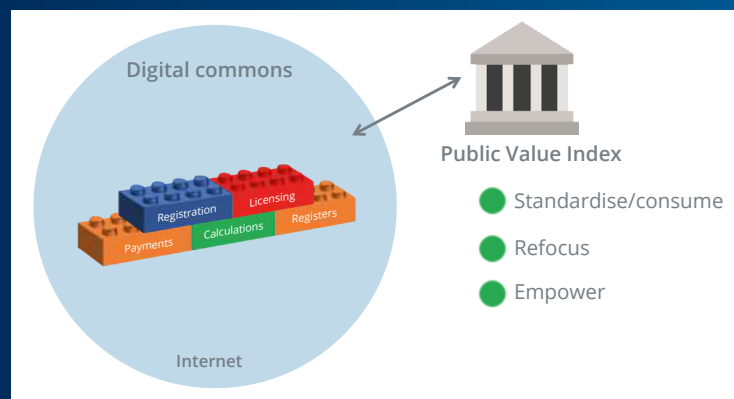 Digital commons
Registration
Licensing
Payments
Calculations
Registers
Internet
Public Value Index
Standardise/consume
Refocus
Empower